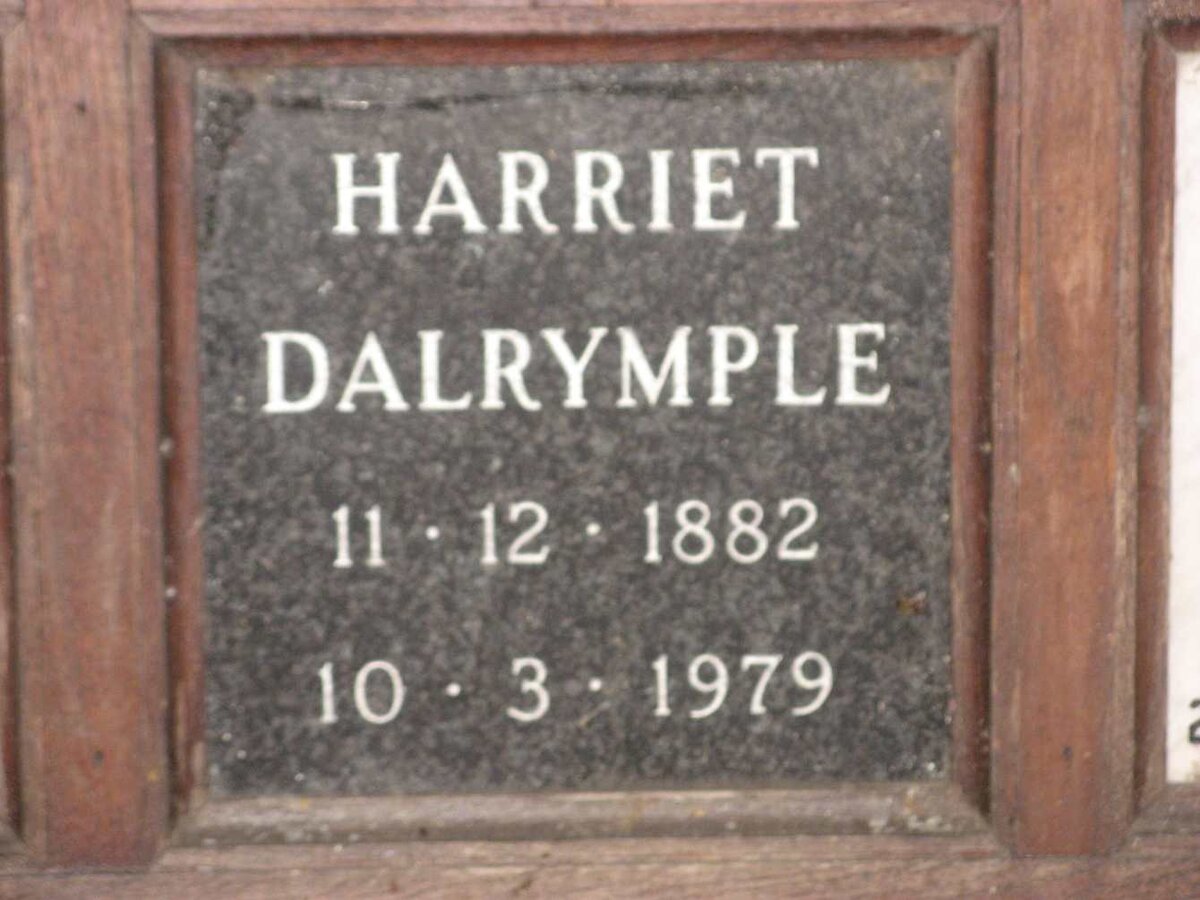 HARRIET
DALRYMPLE
11 · 12 · 1882
10 · 3 · 1979